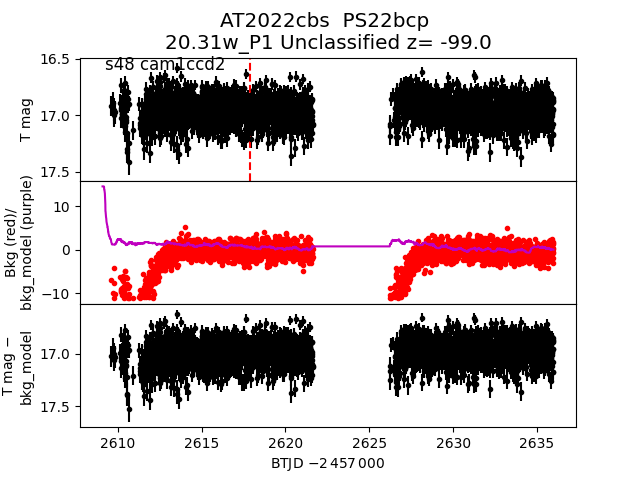 AT2022cbs  PS22bcp
20.31w_P1 Unclassified z= -99.0
s48 cam1ccd2
16.5
17.0
17.5
T mag
10
0
−10
Bkg (red)/
bkg_model (purple)
17.0
17.5
T mag −
bkg_model
2610
2615
2620
2625
2630
2635
BTJD −2 457 000